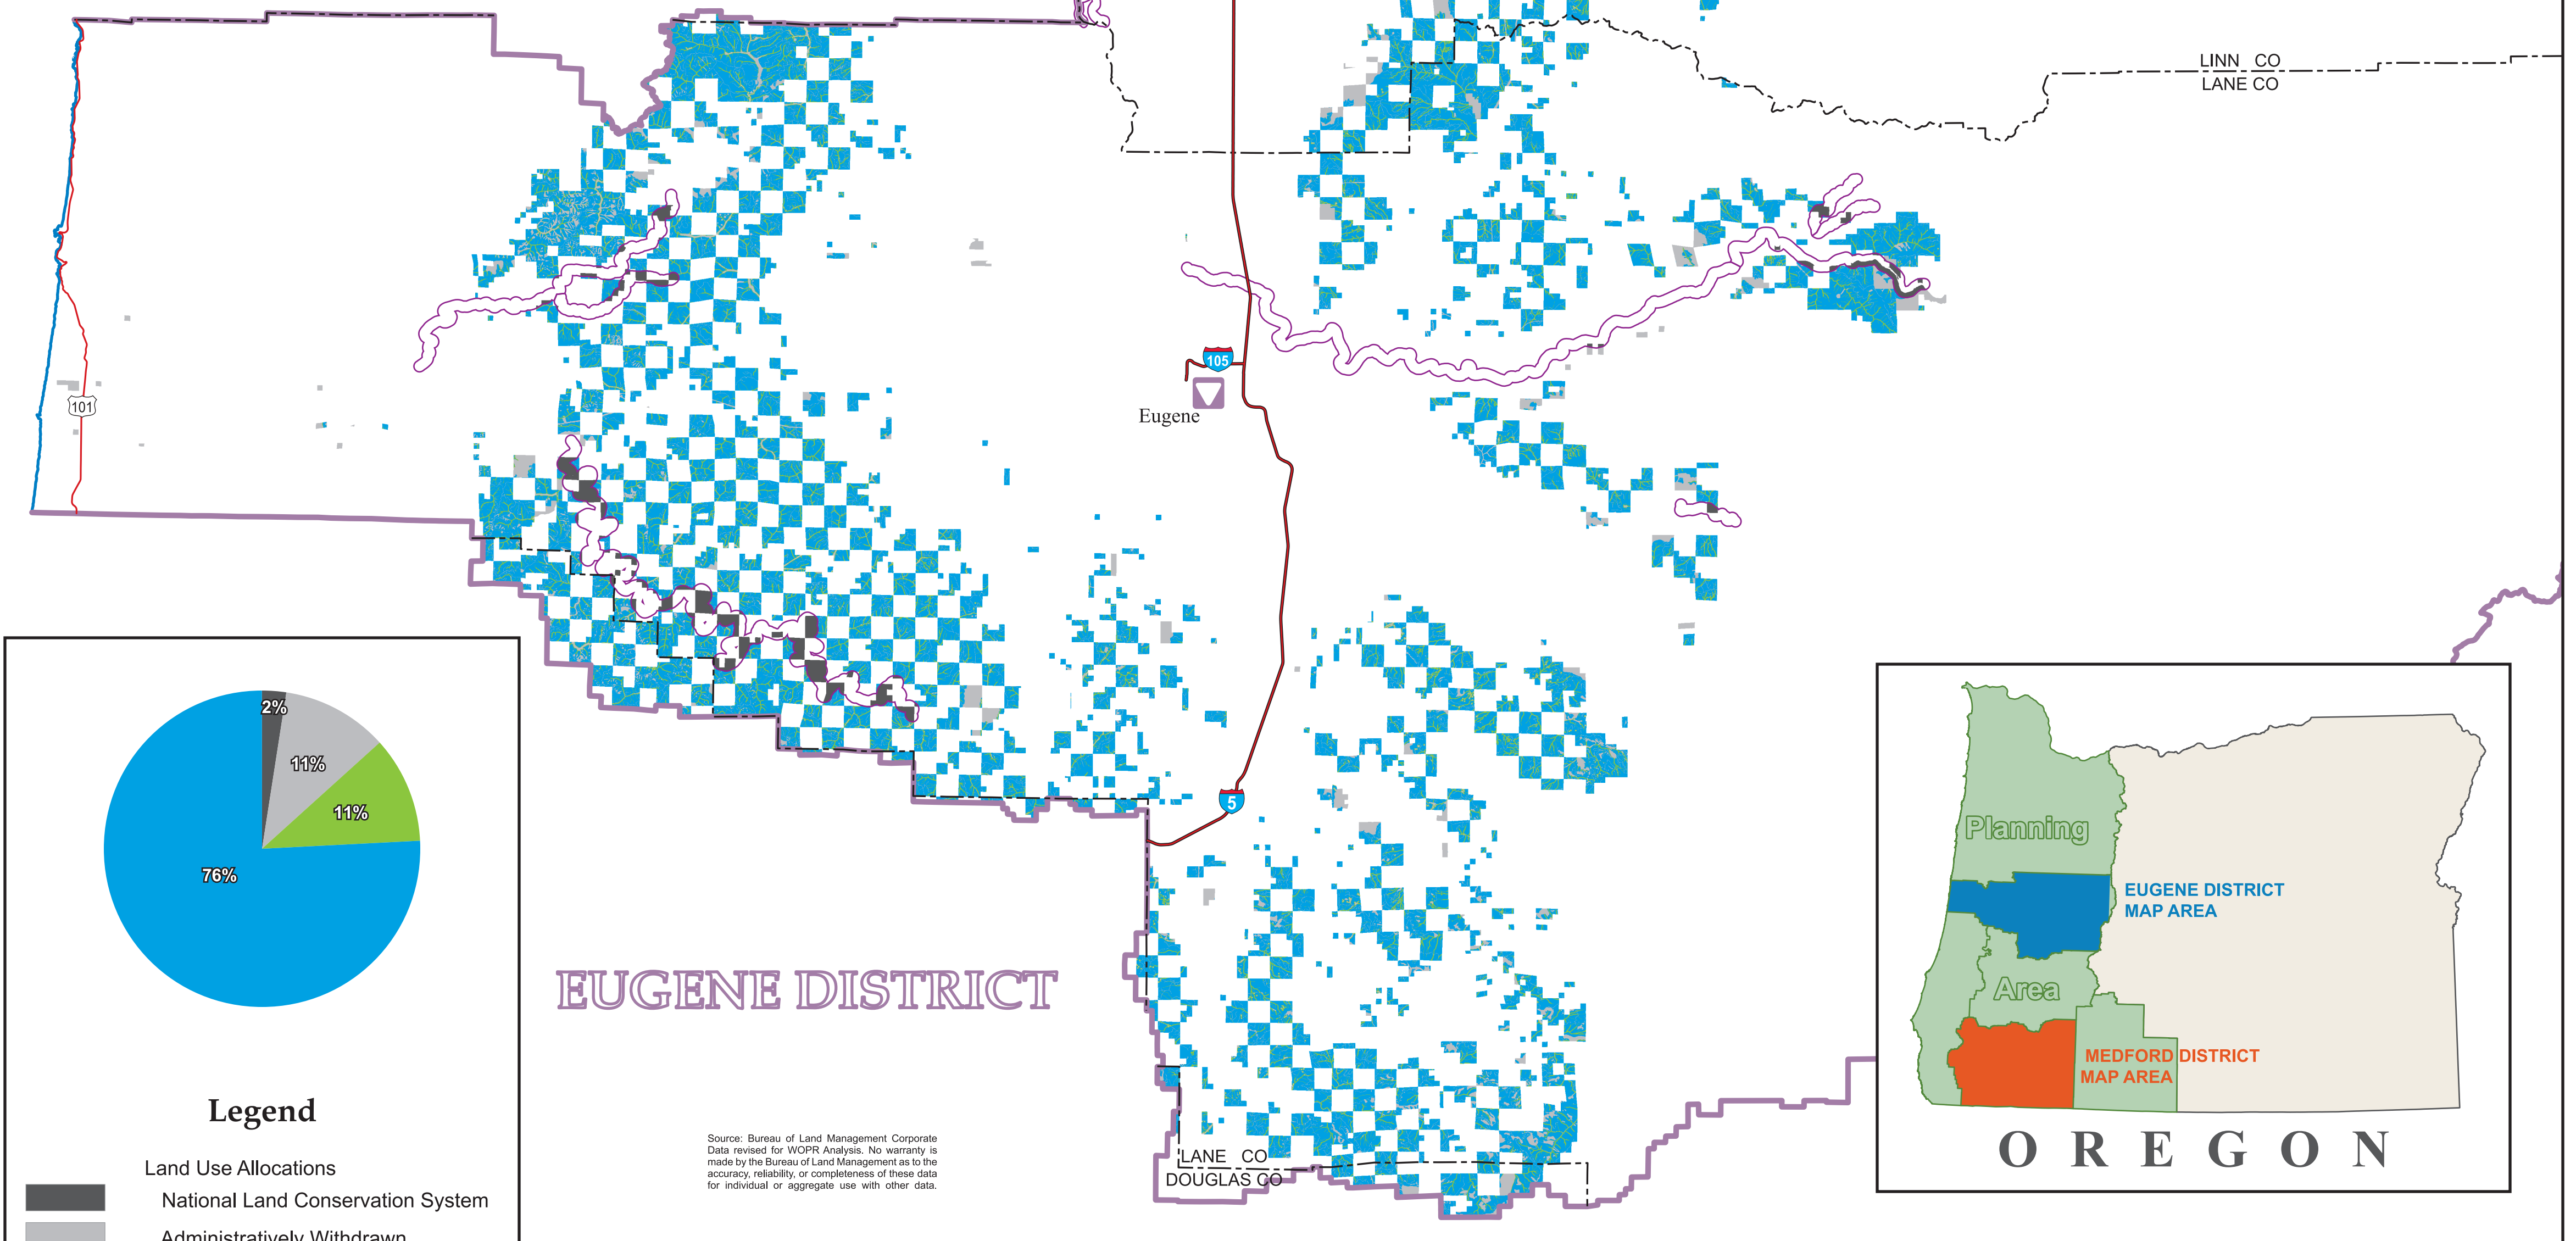 LINN CO
LANE CO
105
Eugene
101
5
2%
11%
11%
76%
Legend
Land Use Allocations
National Land Conservation System
Administratively Withdrawn
EUGENE DISTRICT
Source: Bureau of Land Management Corporate
Data revised for WOPR Analysis. No warranty is
made by the Bureau of Land Management as to the
accuracy, reliability, or completeness of these data
for individual or aggregate use with other data.
LANE CO
DOUGLAS CO
Planning
EUGENE DISTRICT
MAP AREA
Area
MEDFORD DISTRICT
MAP AREA
OREGON